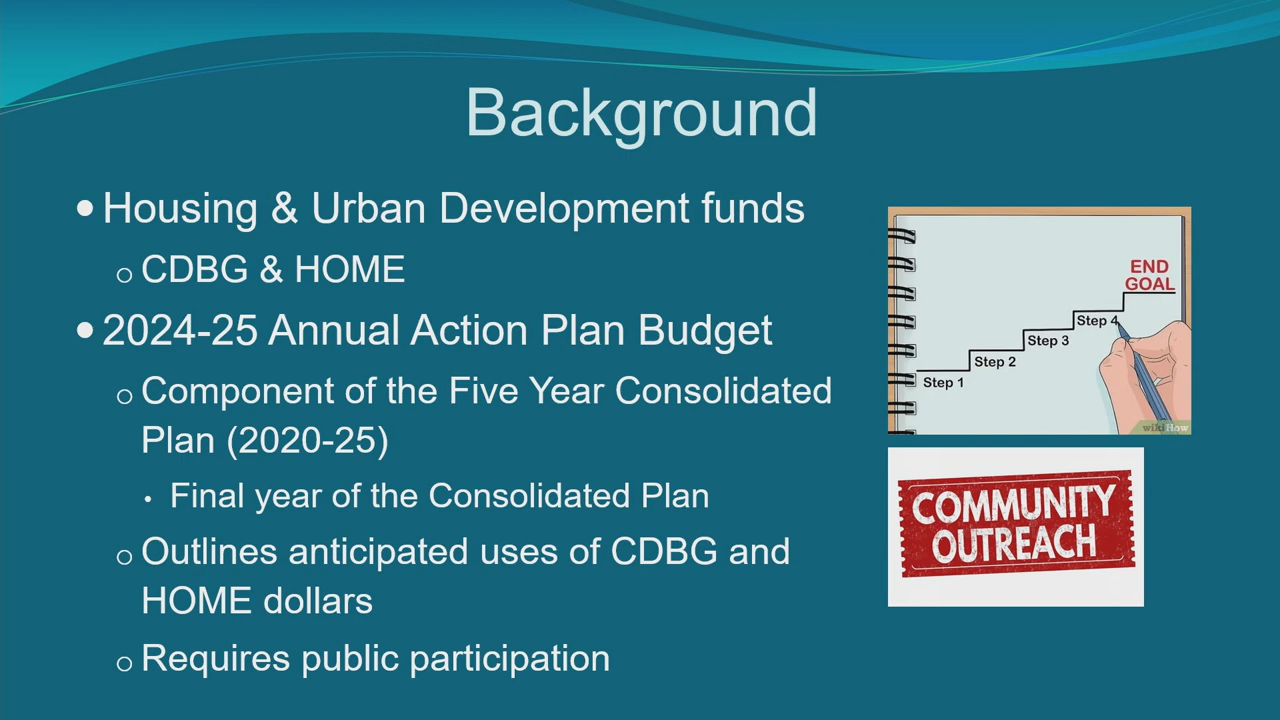 Background
Housing & Urban Development funds
CDBG & HOME
2024-25 Annual Action Plan Budget
Component of the Five Year Consolidated
Plan (2020-25)
Final year of the Consolidated Plan
Outlines anticipated uses of CDBG and
HOME dollars
Requires public participation
END
GOAL
Step 4
Step 3
Step 2
Step 1
wikiHow
COMMUNITY
OUTREACH